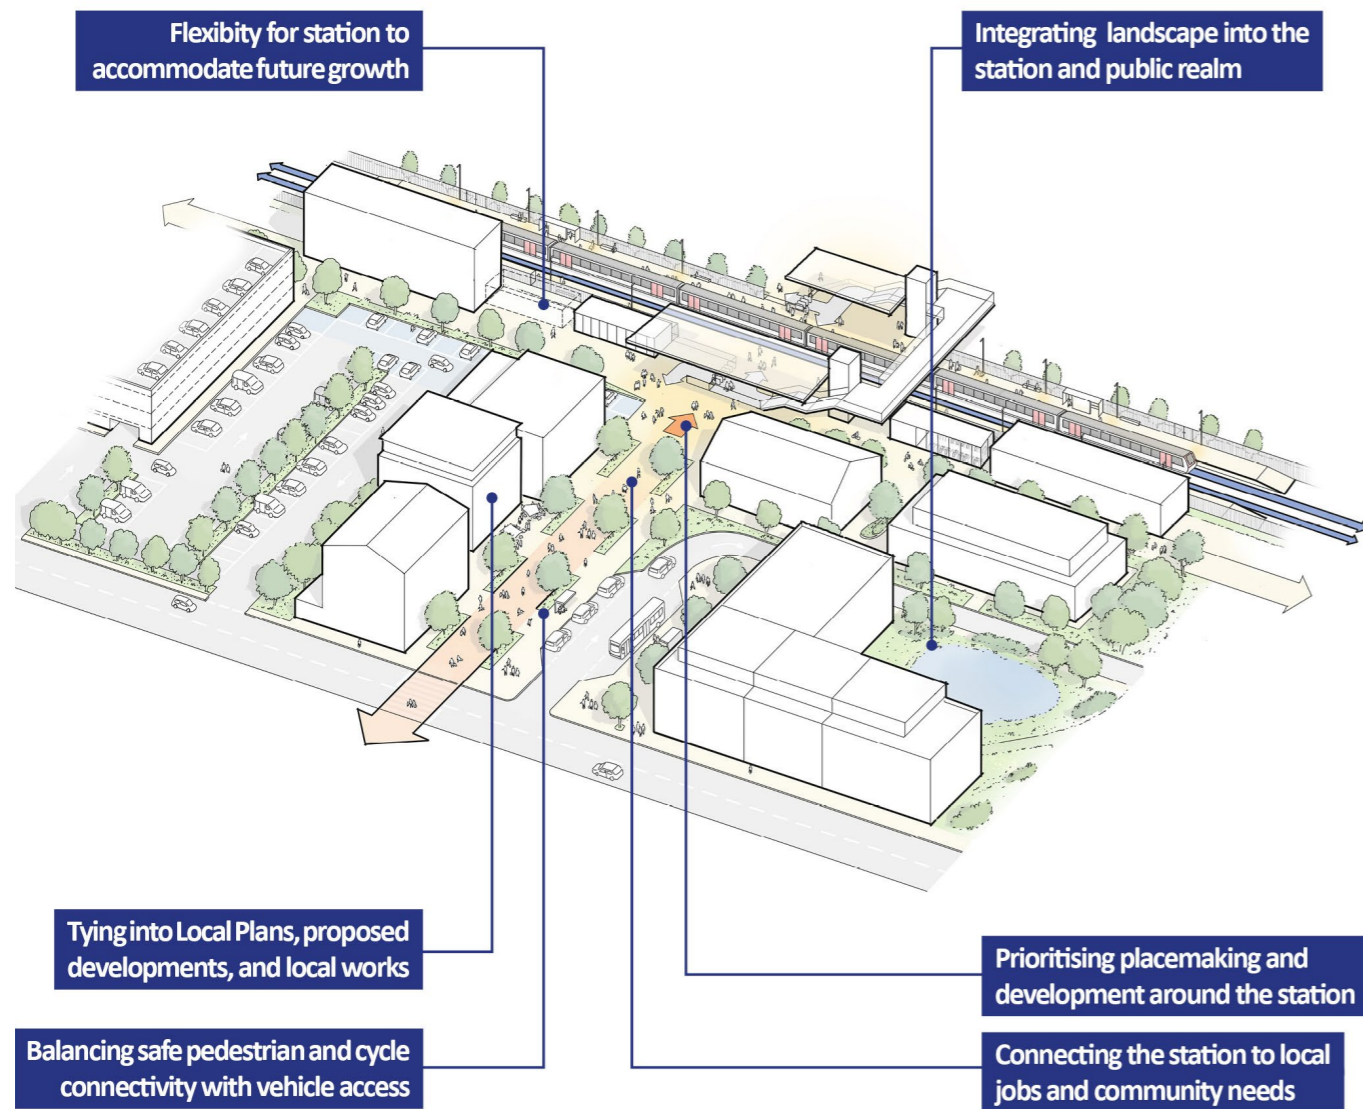 Flexibity for station to
accommodate future growth
Integrating landscape into the
station and public realm
Tying into Local Plans, proposed
developments, and local works
Prioritising placemaking and
development around the station
Balancing safe pedestrian and cycle
connectivity with vehicle access
Connecting the station to local
jobs and community needs